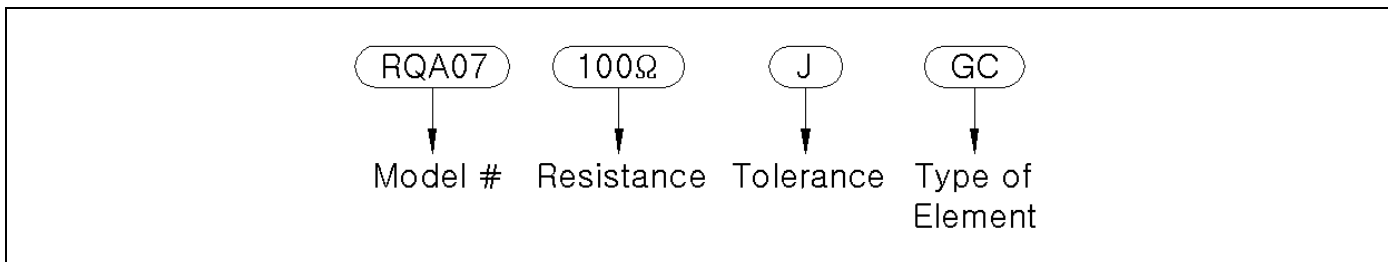 RQA07 100Ω J GC
Model # Resistance Tolerance Type of
Element